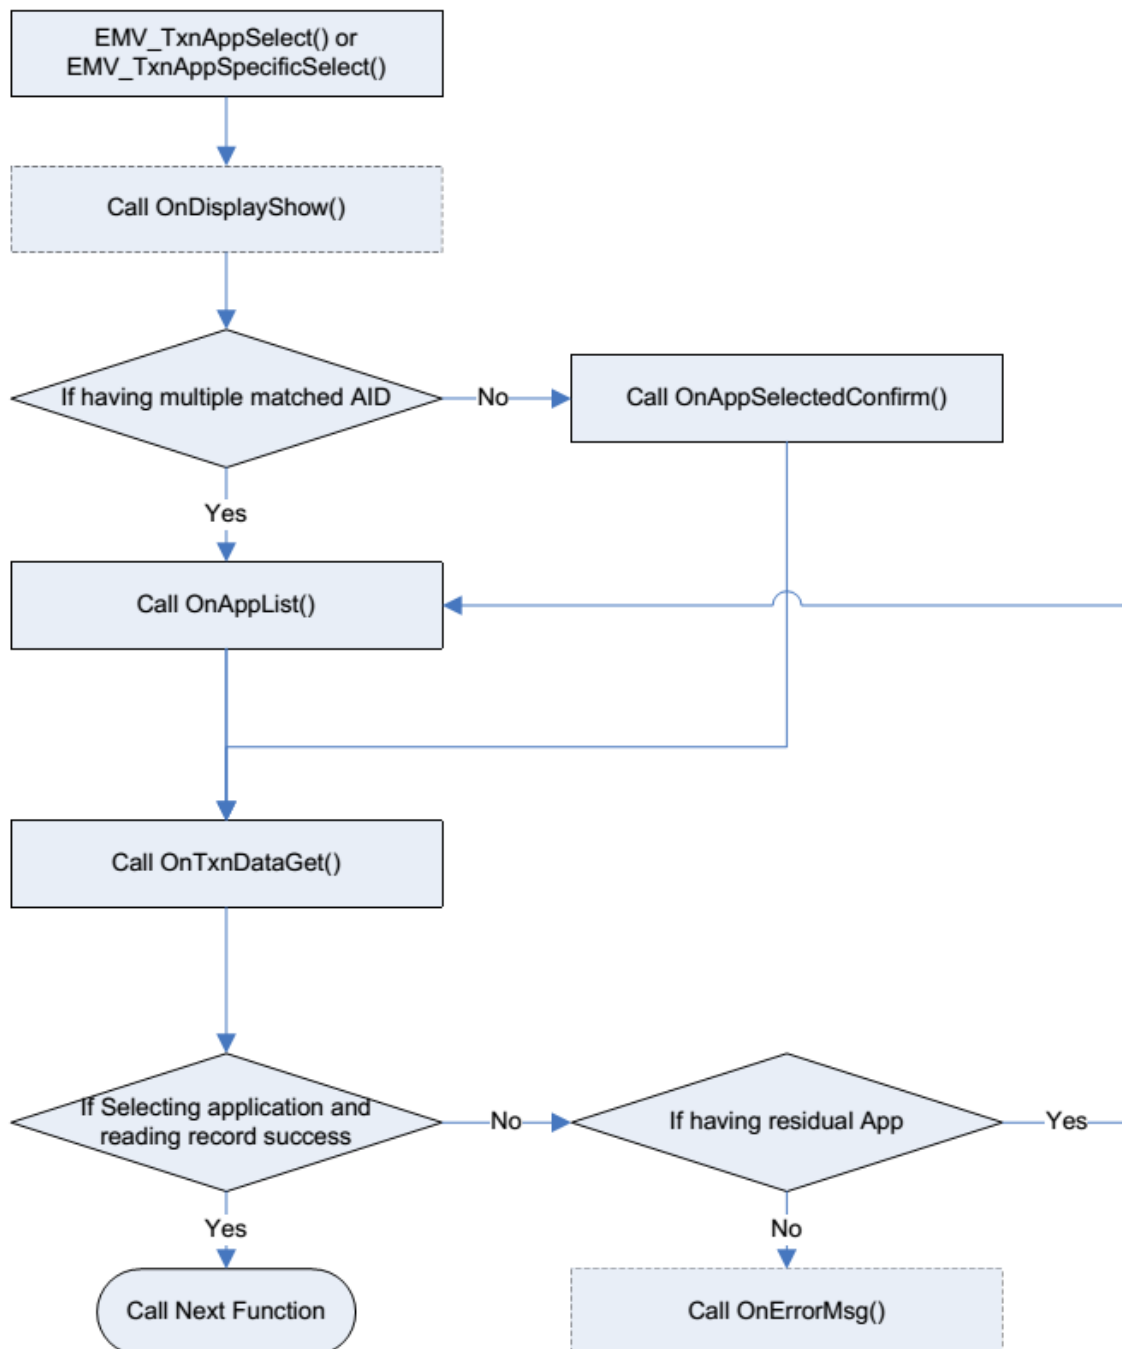 EMV_TxnAppSelect() or
EMV_TxnAppSpecificSelect()
Call OnDisplayShow()
If having multiple matched AID
No
Call OnAppSelectedConfirm()
Yes
Call OnAppList()
Call OnTxnDataGet()
If Selecting application and
reading record success
No
If having residual App
Yes
Yes
No
Call Next Function
Call OnErrorMsg()